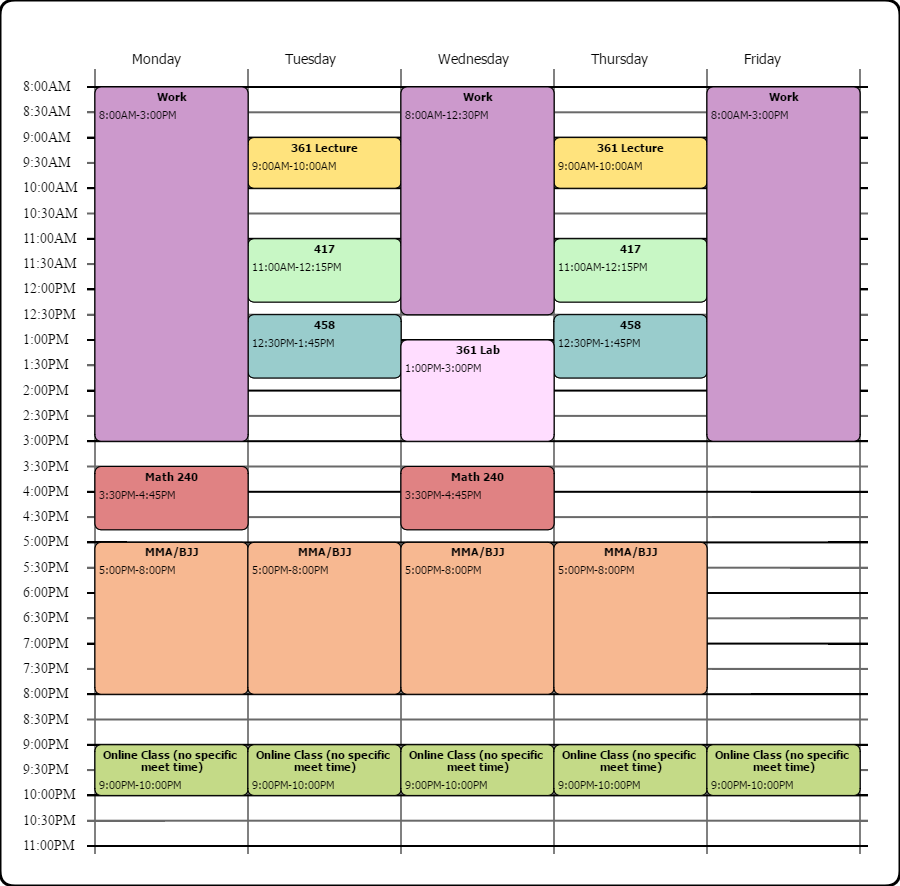 Monday Tuesday Wednesday Thursday Friday
8:00AM
8:30AM
9:00AM
9:30AM
10:00AM
10:30AM
11:00AM
11:30AM
12:00PM
12:30PM
1:00PM
1:30PM
2:00PM
2:30PM
3:00PM
3:30PM
4:00PM
4:30PM
5:00PM
5:30PM
6:00PM
6:30PM
7:00PM
7:30PM
8:00PM
8:30PM
9:00PM
9:30PM
10:00PM
10:30PM
11:00PM
Work
8:00AM-3:00PM
Math 240
3:30PM-4:45PM
MMA/BJJ
5:00PM-8:00PM
Online Class (no specific
meet time)
9:00PM-10:00PM
361 Lecture
9:00AM-10:00AM
417
11:00AM-12:15PM
458
12:30PM-1:45PM
MMA/BJJ
5:00PM-8:00PM
Online Class (no specific
meet time)
9:00PM-10:00PM
Work
8:00AM-12:30PM
361 Lab
1:00PM-3:00PM
Math 240
3:30PM-4:45PM
MMA/BJJ
5:00PM-8:00PM
Online Class (no specific
meet time)
9:00PM-10:00PM
361 Lecture
9:00AM-10:00AM
417
11:00AM-12:15PM
458
12:30PM-1:45PM
MMA/BJJ
5:00PM-8:00PM
Online Class (no specific
meet time)
9:00PM-10:00PM
Work
8:00AM-3:00PM
Online Class (no specific
meet time)
9:00PM-10:00PM